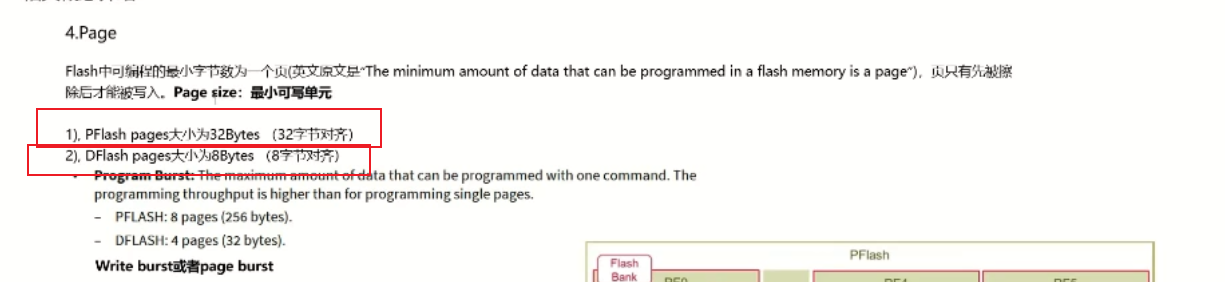 4.Page
Flash中可编程的最小字节数为一个页(英文原文是“The minimum amount of data that can be programmed in a flash memory is a page”)，页只有先被擦
除后才能被写入。Page size：最小可写单元
1), PFlash pages大小为32Bytes （32字节对齐）
2), DFlash pages大小为8Bytes （8字节对齐）
• Program Burst: The maximum amount of data that can be programmed with one command. The
programming throughput is higher than for programming single pages.
– PFLASH: 8 pages (256 bytes).
– DFLASH: 4 pages (32 bytes).
Write burst或者page burst
PFlash
Flash
Bank